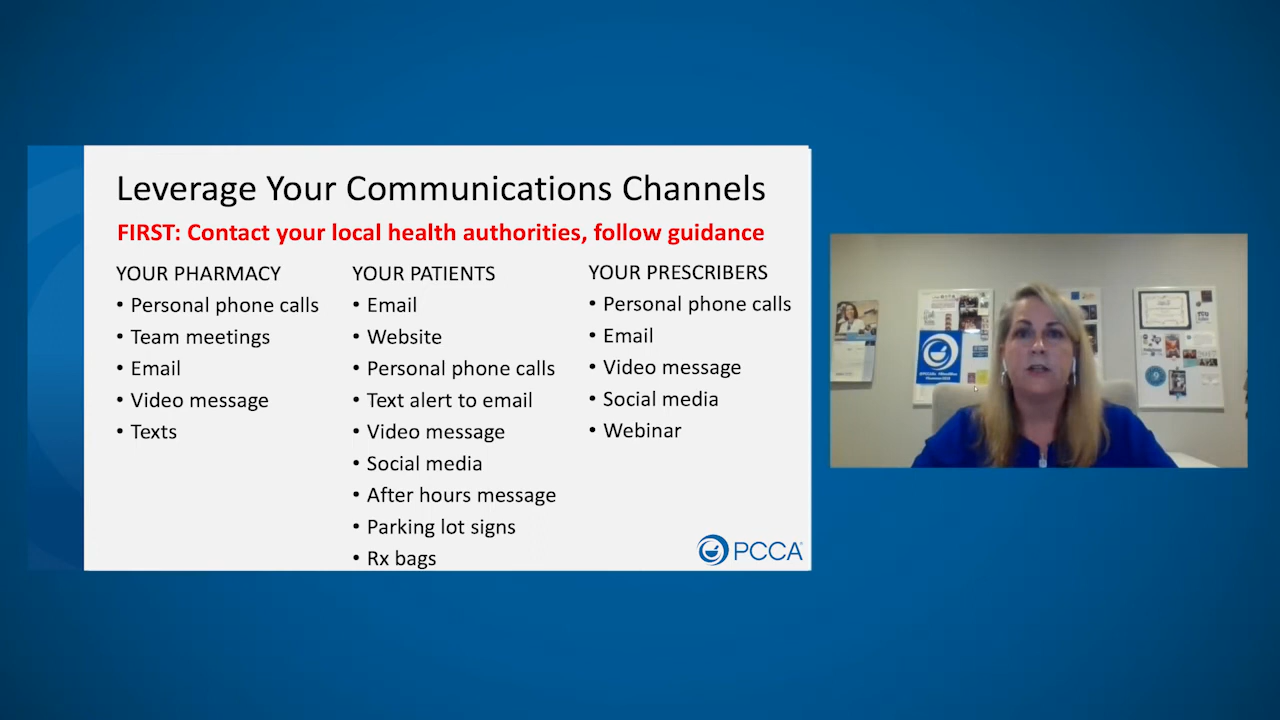 Leverage Your Communications Channels
FIRST: Contact your local health authorities, follow guidance
YOUR PHARMACY
• Personal phone calls
• Team meetings
• Email
• Video message
• Texts
YOUR PATIENTS
• Email
• Website
• Personal phone calls
• Text alert to email
• Video message
• Social media
• After hours message
• Parking lot signs
• Rx bags
YOUR PRESCRIBERS
• Personal phone calls
• Email
• Video message
• Social media
• Webinar
PCCA®